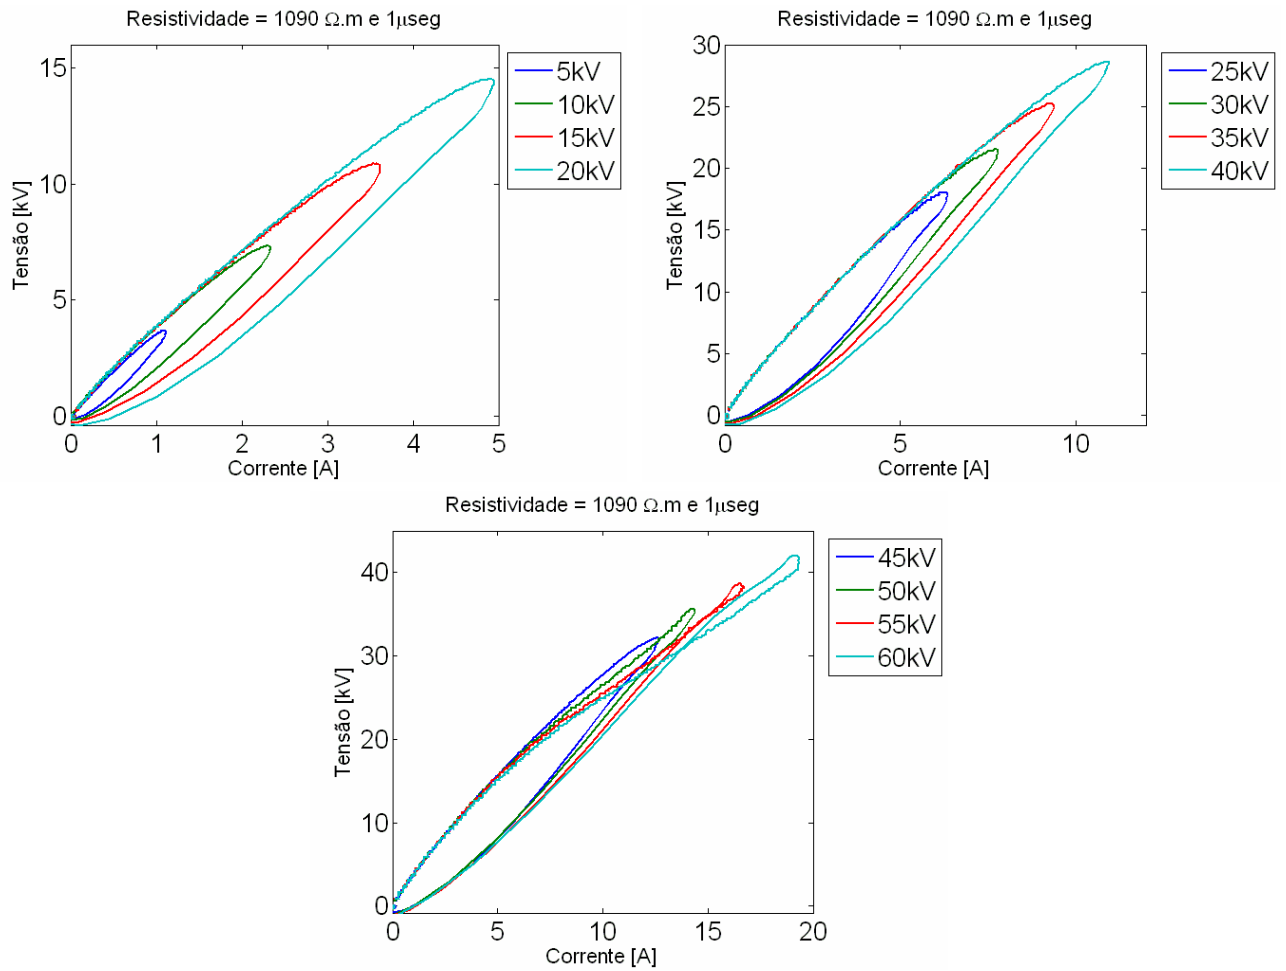 Resistividade = 1090 Ω.m e 1μseg
15
10
5
0
Tensão [kV]
0 1 2 3 4 5
Corrente [A]
5kV
10kV
15kV
20kV
Resistividade = 1090 Ω.m e 1μseg
30
25
20
15
10
5
0
Tensão [kV]
0 5 10
Corrente [A]
25kV
30kV
35kV
40kV
Resistividade = 1090 Ω.m e 1μseg
40
30
20
10
0
Tensão [kV]
0 5 10 15 20
Corrente [A]
45kV
50kV
55kV
60kV